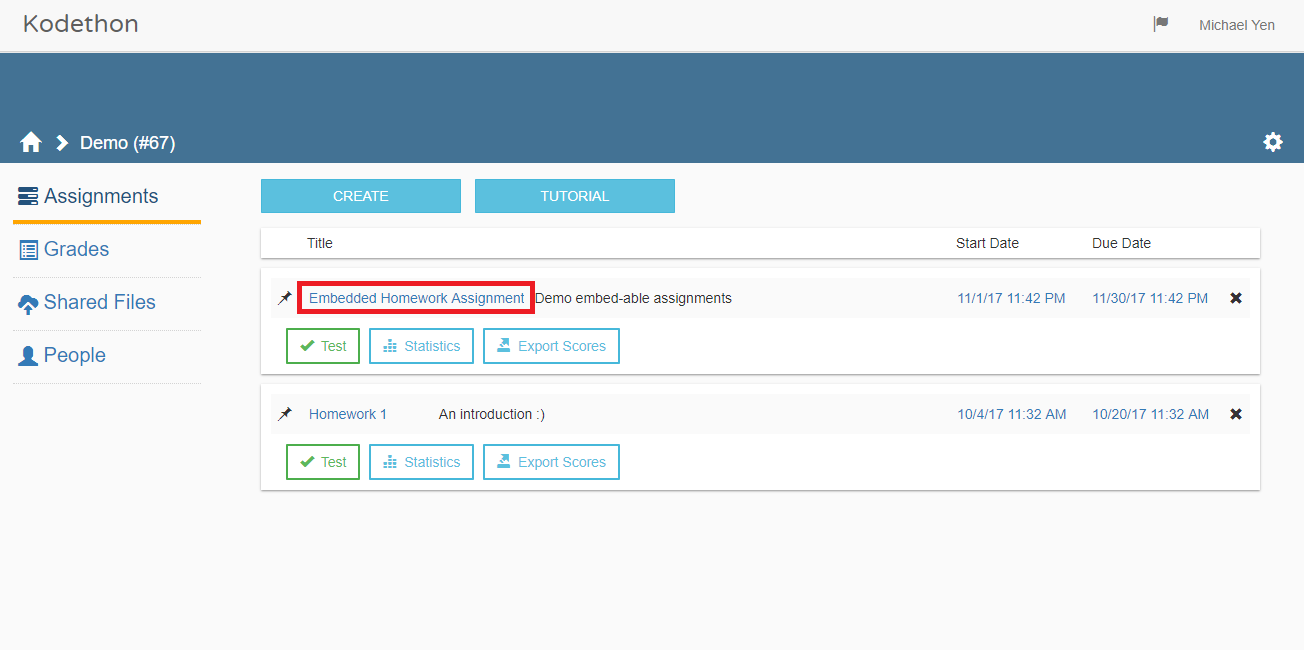 Kodethon
Michael Yen
Demo (#67)
Assignments
Grades
Shared Files
People
CREATE TUTORIAL
Title Start Date Due Date
Embedded Homework Assignment Demo embed-able assignments 11/1/17 11:42 PM 11/30/17 11:42 PM
Test Statistics Export Scores
Homework 1 An introduction :) 10/4/17 11:32 AM 10/20/17 11:32 AM
Test Statistics Export Scores